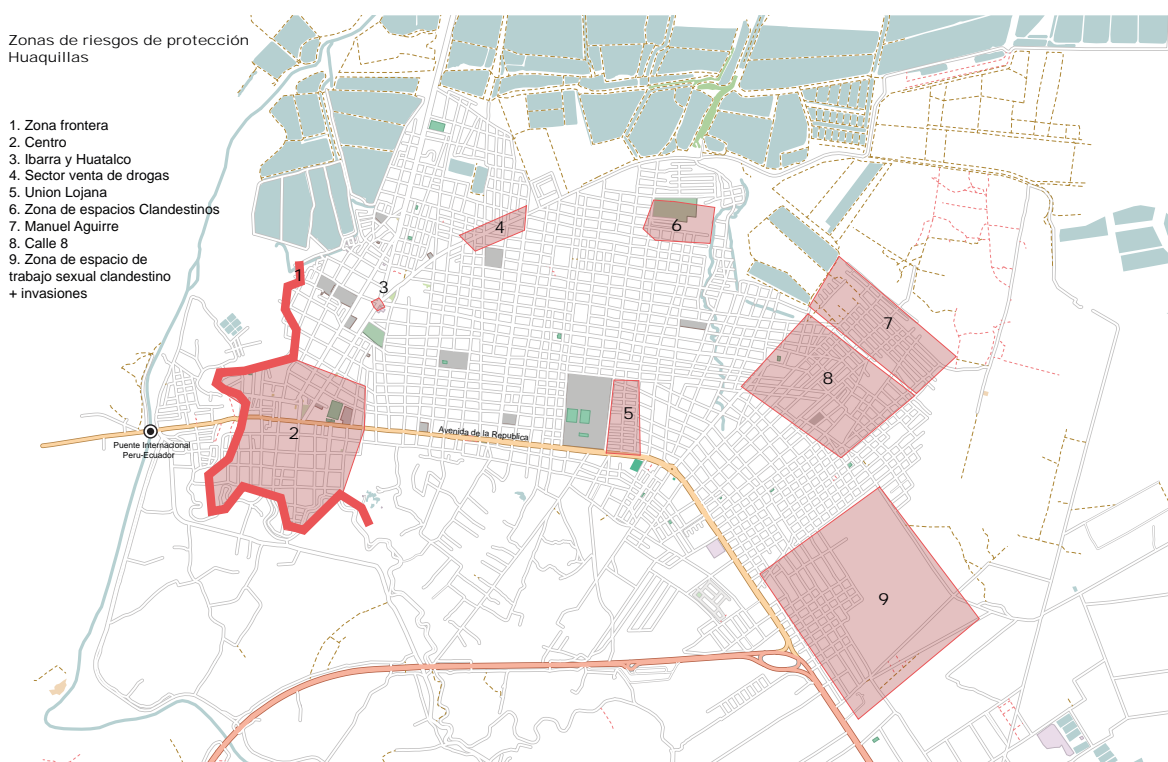 Zonas de riesgos de protección
Huaquillas
1. Zona frontera
2. Centro
3. Ibarra y Huatalco
4. Sector venta de drogas
5. Union Lojana
6. Zona de espacios Clandestinos
7. Manuel Aguirre
8. Calle 8
9. Zona de espacio de
trabajo sexual clandestino
+ invasiones
4
6
1
3
7
8
5
2
Avenida de la Republica
Puente Internacional
Peru-Ecuador
9